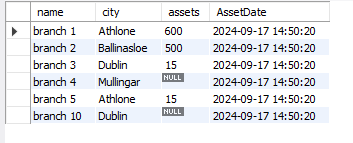 name city assets AssetDate
branch 1 Athlone 600 2024-09-17 14:50:20
branch 2 Ballinasloe 500 2024-09-17 14:50:20
branch 3 Dublin 15 2024-09-17 14:50:20
branch 4 Mullingar NULL 2024-09-17 14:50:20
branch 5 Athlone 15 2024-09-17 14:50:20
branch 10 Dublin NULL 2024-09-17 14:50:20